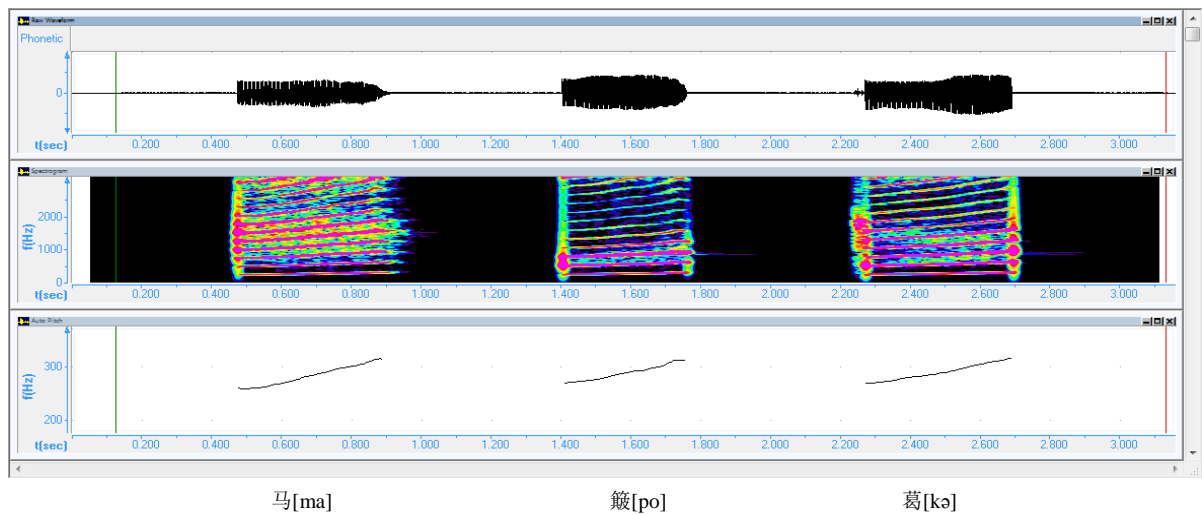 Raw Waveform
Phonetic
0
t(sec) 0.200 0.400 0.600 0.800 1.000 1.200 1.400 1.600 1.800 2.000 2.200 2.400 2.600 2.800 3.000
Spectrogram
f(Hz)
2000
1000
0
t(sec) 0.200 0.400 0.600 0.800 1.000 1.200 1.400 1.600 1.800 2.000 2.200 2.400 2.600 2.800 3.000
Auto Pitch
f(Hz)
300
200
t(sec) 0.200 0.400 0.600 0.800 1.000 1.200 1.400 1.600 1.800 2.000 2.200 2.400 2.600 2.800 3.000
马[ma] 簸[po] 葛[kə]